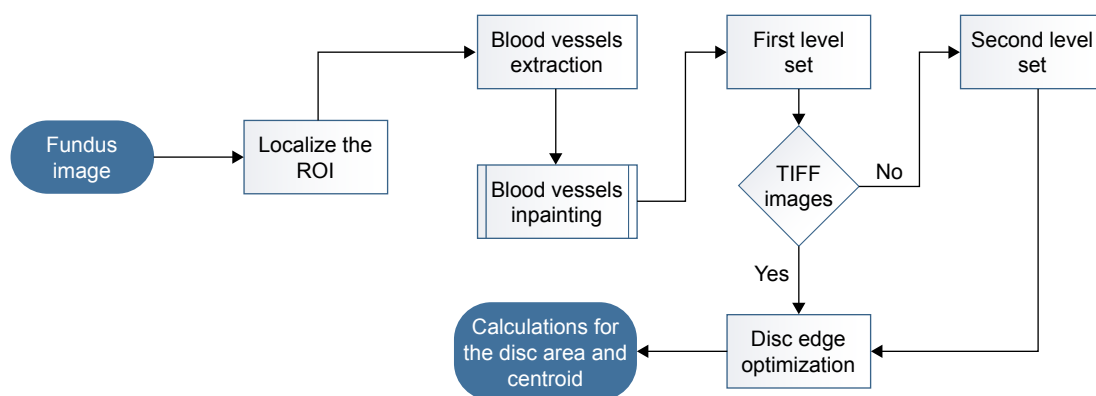 Fundus
image
Localize the
ROI
Blood vessels
extraction
Blood vessels
inpainting
First level
set
TIFF
images
No
Second level
set
Yes
Disc edge
optimization
Calculations for
the disc area and
centroid